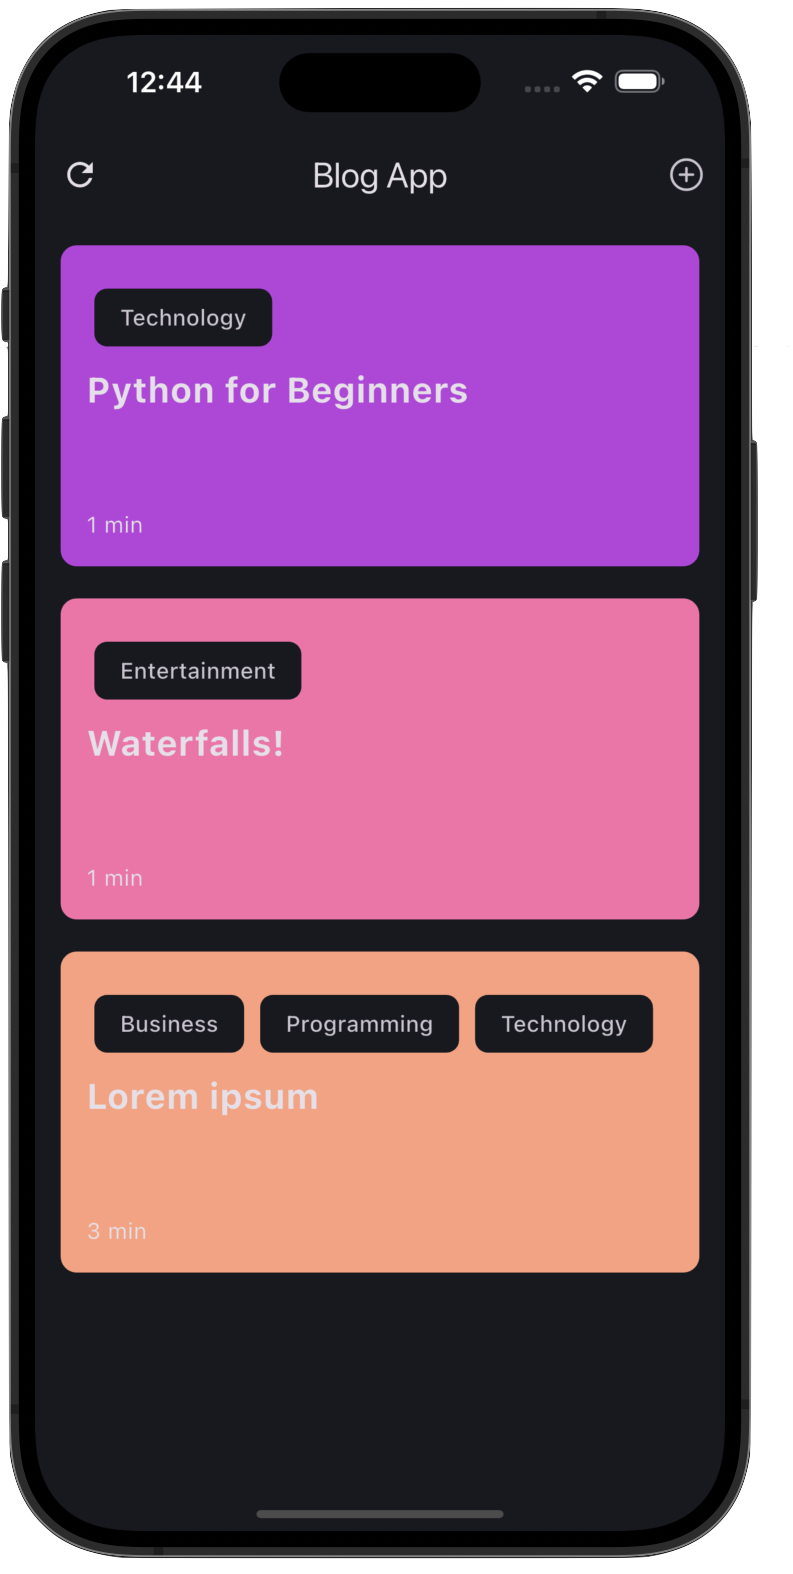 12:44
Blog App
Technology
Python for Beginners
1 min
Entertainment
Waterfalls!
1 min
Business Programming Technology
Lorem ipsum
3 min